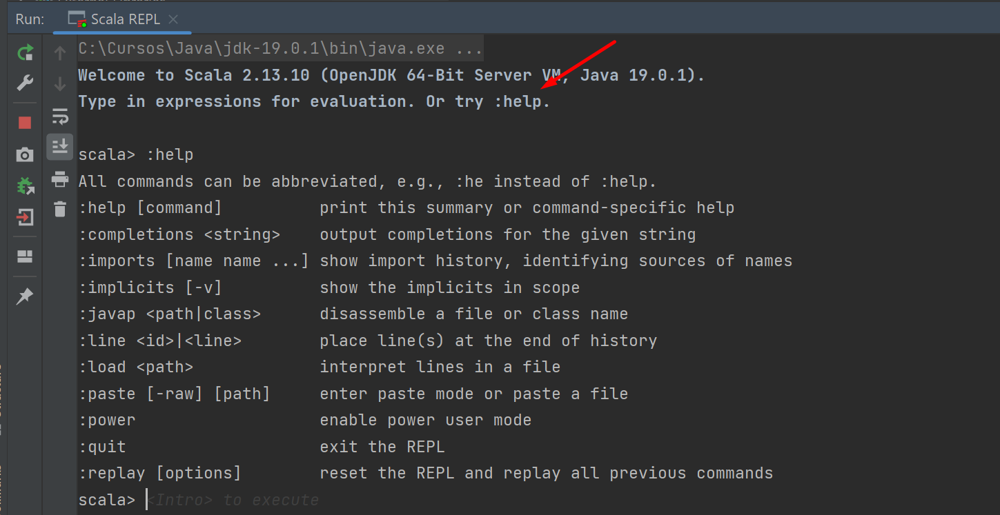 Run: Scala REPL
C:\Cursos\Java\jdk-19.0.1\bin\java.exe ...
Welcome to Scala 2.13.10 (OpenJDK 64-Bit Server VM, Java 19.0.1).
Type in expressions for evaluation. Or try :help.
scala> :help
All commands can be abbreviated, e.g., :he instead of :help.
:help [command] print this summary or command-specific help
:completions <string> output completions for the given string
:imports [name name ...] show import history, identifying sources of names
:implicits [-v] show the implicits in scope
:javap <path|class> disassemble a file or class name
:line <id>|<line> place line(s) at the end of history
:load <path> interpret lines in a file
:paste [-raw] [path] enter paste mode or paste a file
:power enable power user mode
:quit exit the REPL
:replay [options] reset the REPL and replay all previous commands
scala> <Intro> to execute